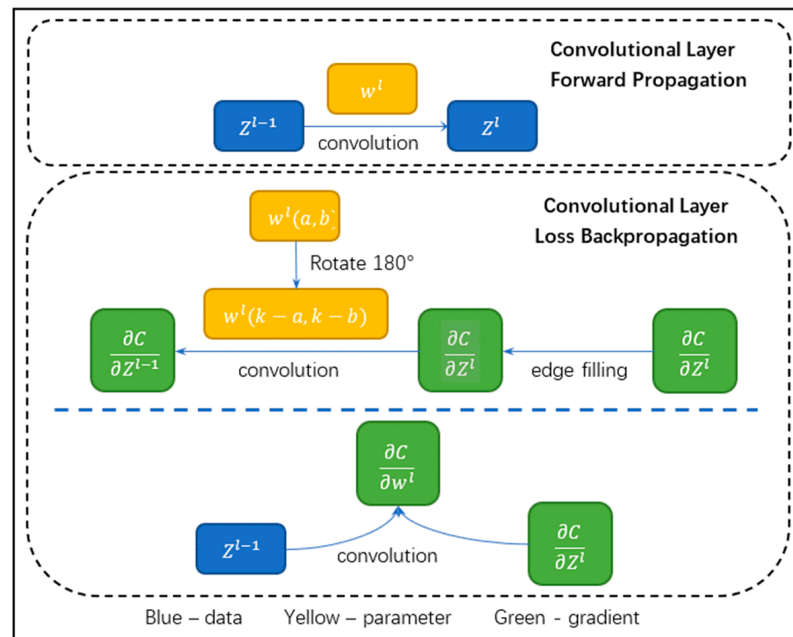 Convolutional Layer
Forward Propagation
w^l
Z^{l-1}
Z^l
convolution
w^l(a, b)
Convolutional Layer
Loss Backpropagation
Rotate 180°
w^l(k − a, k − b)
∂C
∂Z^{l-1}
∂C
∂Z^l
∂C
∂Z^l
convolution
edge filling
∂C
∂w^l
Z^{l-1}
convolution
∂C
∂Z^l
Blue – data Yellow – parameter Green - gradient